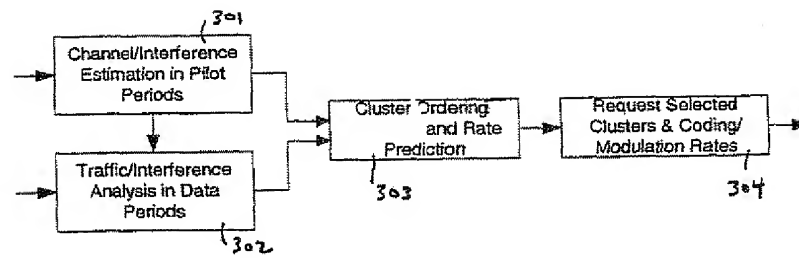 301
Channel/Interference
Estimation in Pilot
Periods
Traffic/Interference
Analysis in Data
Periods
302
Cluster Ordering
and Rate
Prediction
303
Request Selected
Clusters & Coding/
Modulation Rates
304